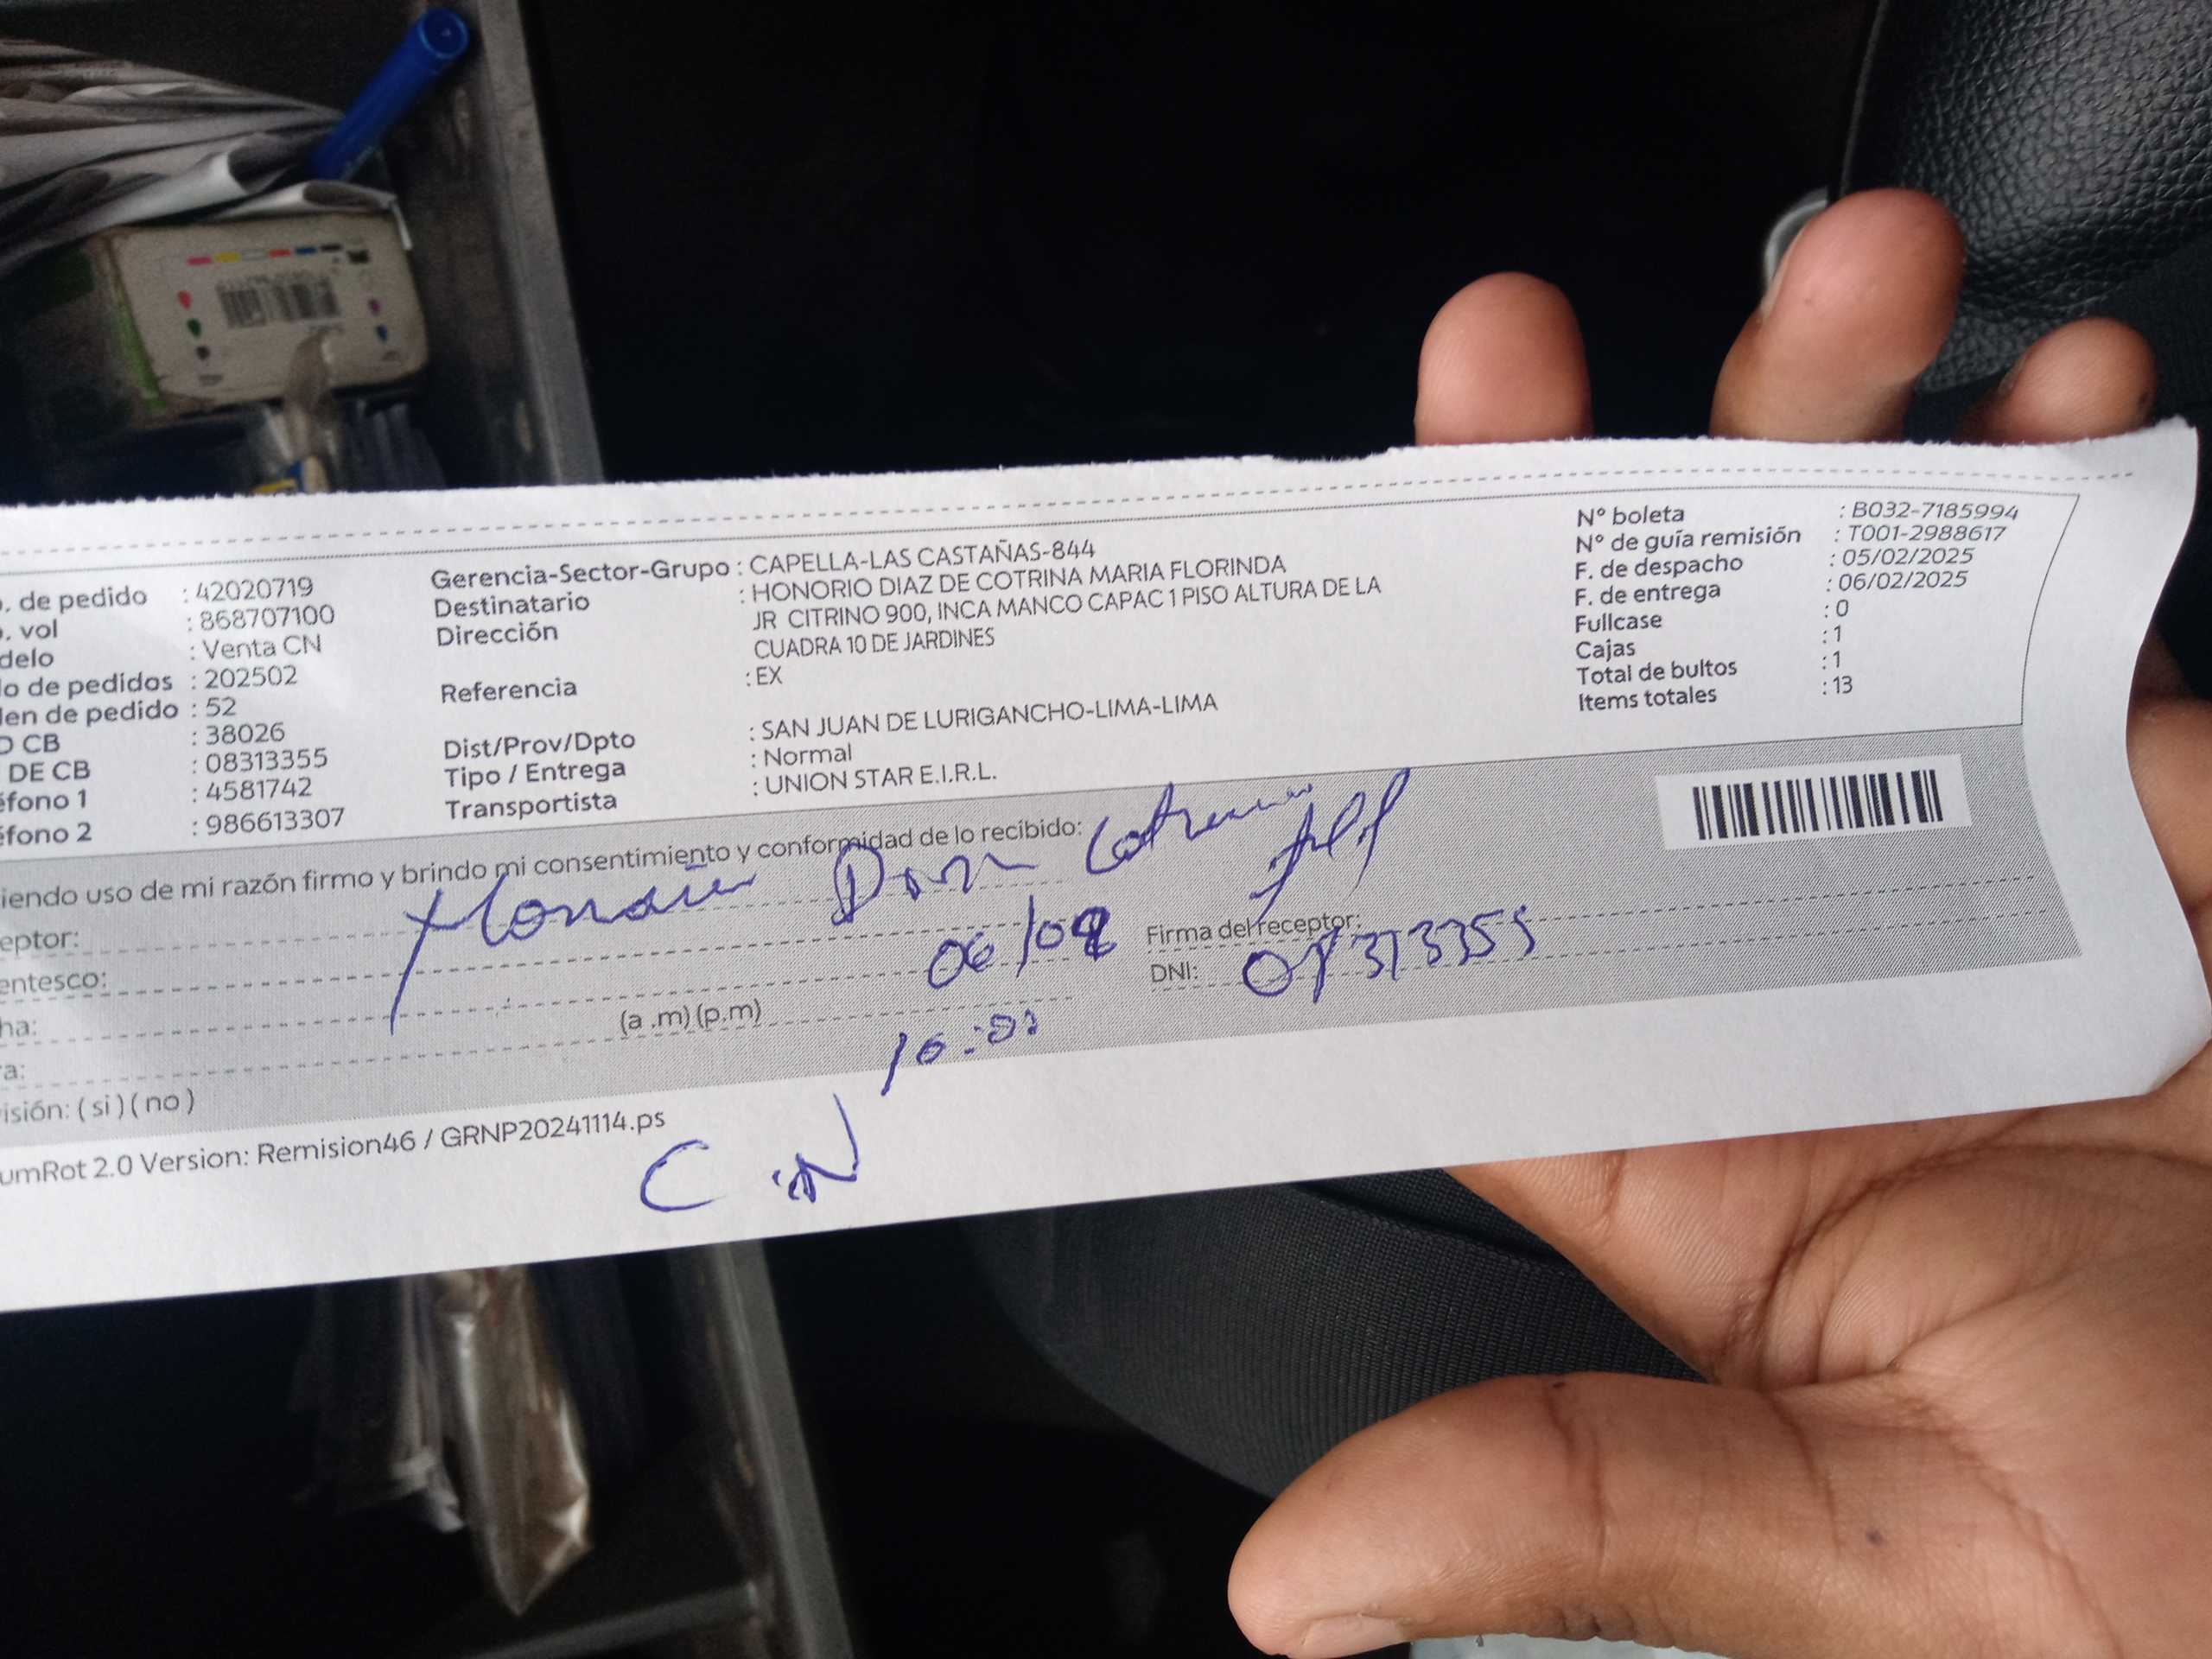 . de pedido : 42020719
. vol : 868707100
delo : Venta CN
o de pedidos : 202502
en de pedido : 52
O CB : 38026
DE CB : 08313355
éfono 1 : 4581742
éfono 2 : 986613307
Gerencia-Sector-Grupo : CAPELLA-LAS CASTAÑAS-844
Destinatario : HONORIO DIAZ DE COTRINA MARIA FLORINDA
Dirección JR CITRINO 900, INCA MANCO CAPAC 1 PISO ALTURA DE LA
CUADRA 10 DE JARDINES
Referencia : EX
Dist/Prov/Dpto : SAN JUAN DE LURIGANCHO-LIMA-LIMA
Tipo / Entrega : Normal
Transportista : UNION STAR E.I.R.L.
N° boleta : B032-7185994
N° de guía remisión : T001-2988617
F. de despacho : 05/02/2025
F. de entrega : 06/02/2025
Fullcase : 0
Cajas : 1
Total de bultos : 1
Items totales : 13
iendo uso de mi razón firmo y brindo mi consentimiento y conformidad de lo recibido:
eptor:
entesco:
ha: 06/02
Firma del receptor:
DNI: 08313355
a: (a .m) (p.m) 10:00
isión: ( si ) ( no )
umRot 2.0 Version: Remision46 / GRNP20241114.ps
C